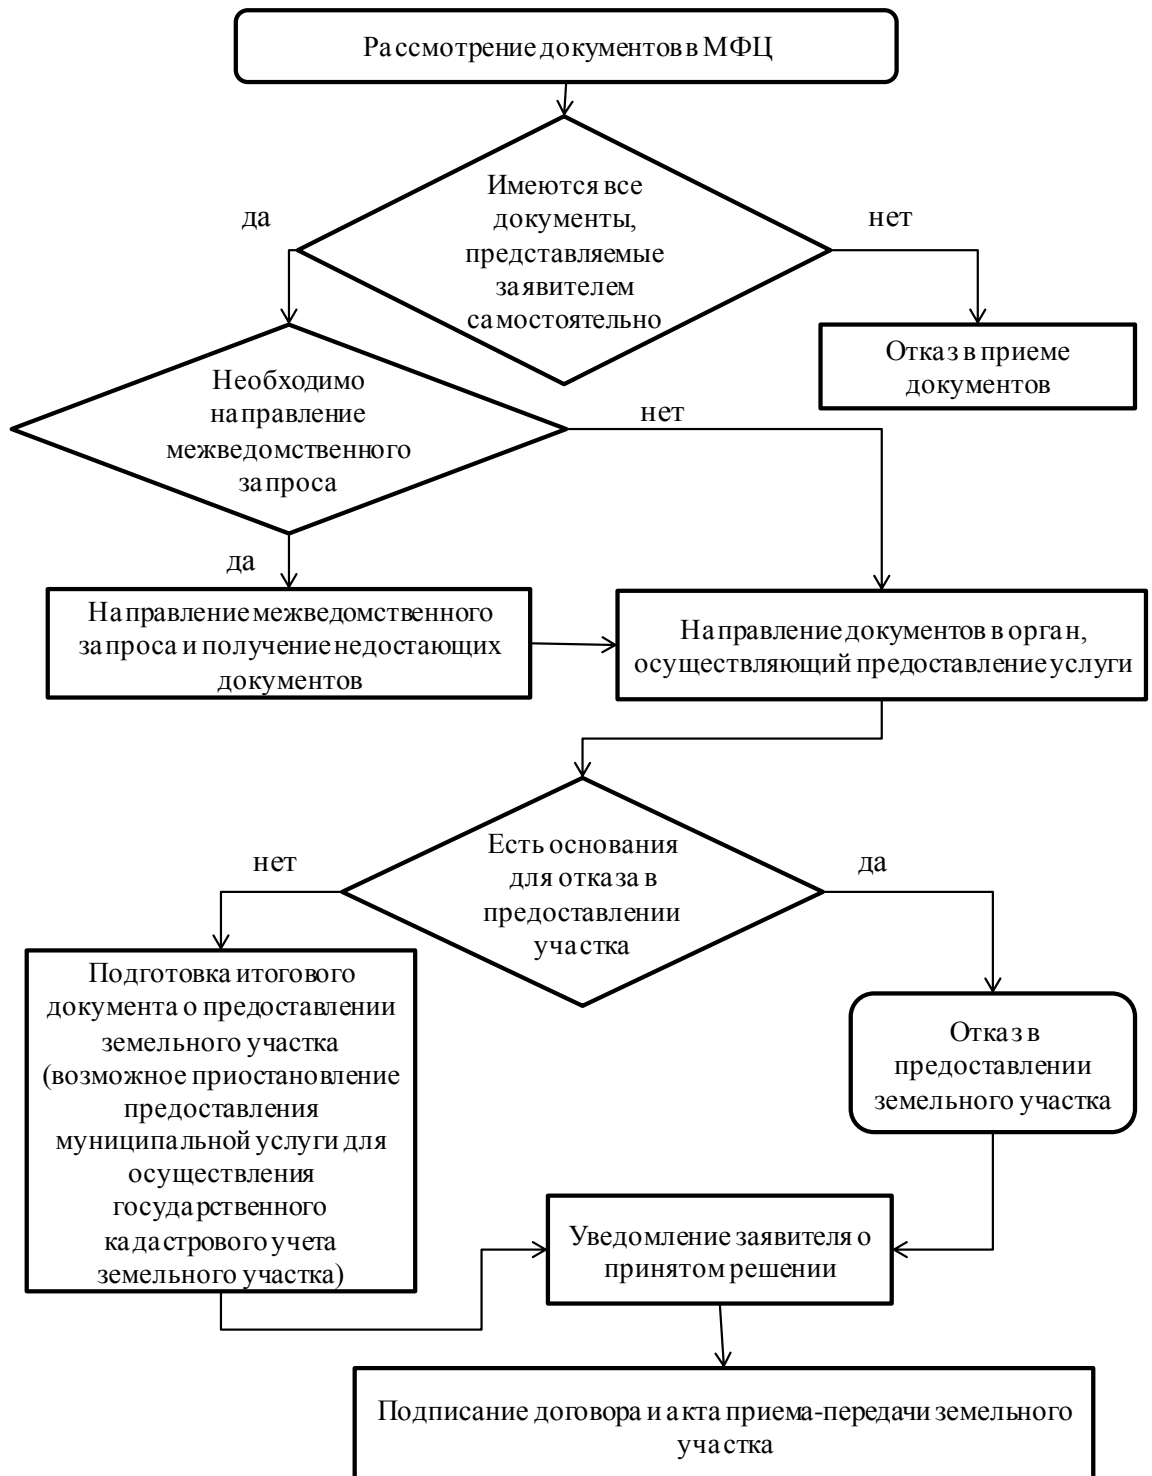 Рассмотрение документов в МФЦ
Имеются все
документы,
представляемые
заявителем
самостоятельно
да
нет
Отказ в приеме
документов
Необходимо
направление
межведомственного
запроса
нет
да
Направление межведомственного
запроса и получение недостающих
документов
Направление документов в орган,
осуществляющий предоставление услуги
Есть основания
для отказа в
предоставлении
участка
нет
да
Подготовка итогового
документа о предоставлении
земельного участка
(возможное приостановление
предоставления
муниципальной услуги для
осуществления
государственного
кадастрового учета
земельного участка)
Отказ в
предоставлении
земельного участка
Уведомление заявителя о
принятом решении
Подписание договора и акта приема-передачи земельного
участка